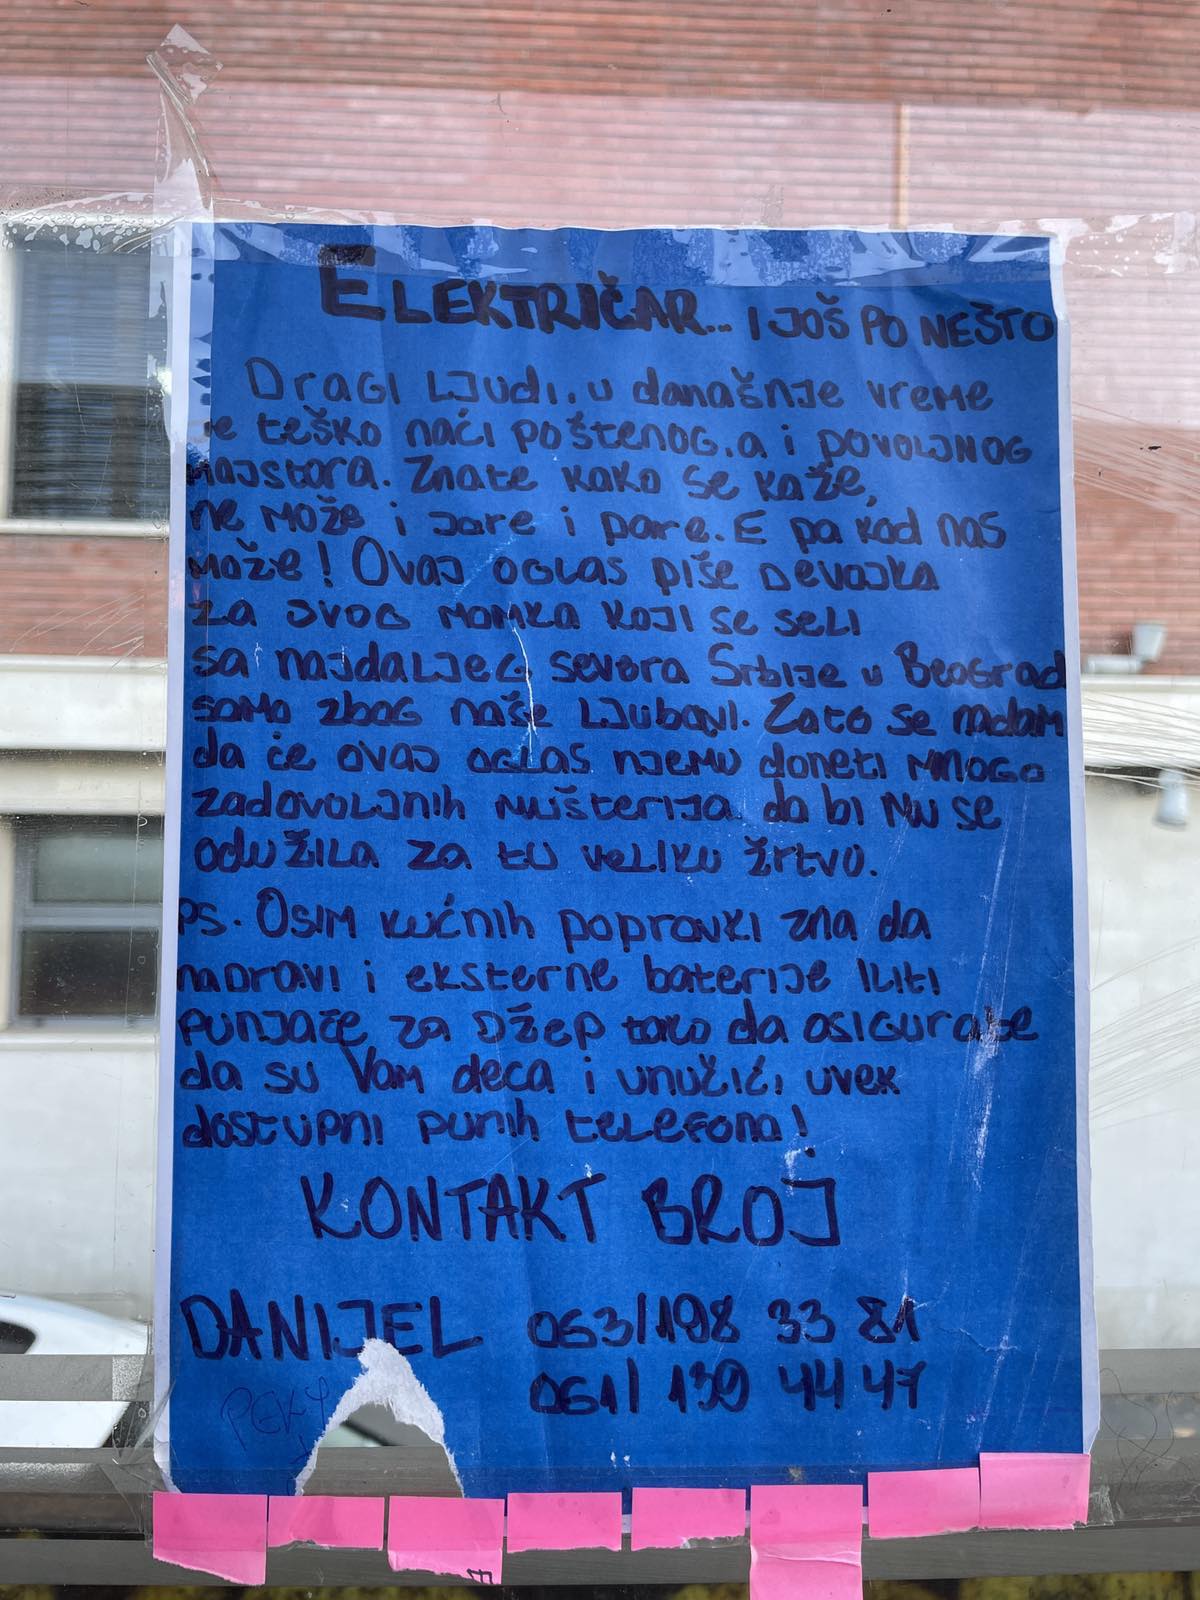 ELEKTRIČAR... I JOŠ PO NEŠTO
Dragi ljudi, u današnje vreme
je teško naći poštenog, a i povoljnog
majstora. Znate kako se kaže,
ne može i jare i pare. E pa kod nas
može! Ovaj oglas piše devojka
za svog momka koji se seli
sa najdaljeg severa Srbije u Beograd
samo zbog naše ljubavi. Zato se nadam
da će ovaj oglas njemu doneti mnogo
zadovoljnih mušterija da bi mu se
odužila za tu veliku žrtvu.
PS. Osim kućnih popravki zna da
napravi i eksterne baterije iliti
punjače za džep tako da osigurate
da su Vam deca i unučići uvek
dostupni punih telefona!
KONTAKT BROJ
DANIJEL 063/198 33 81
061/139 44 47
PEKY